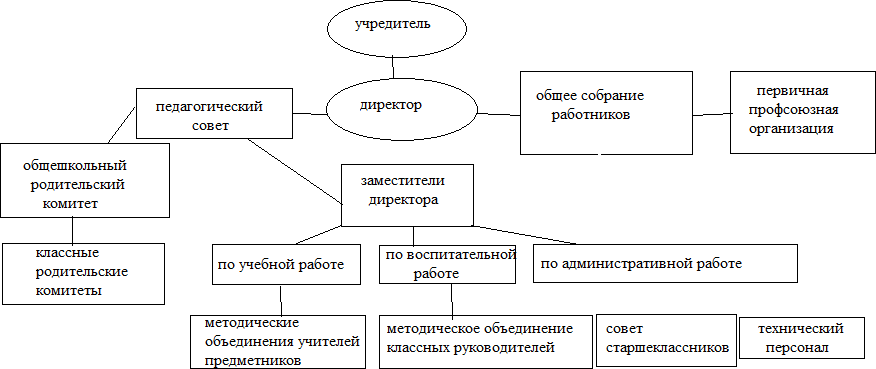 учредитель
педагогический
совет
директор
общее собрание
работников
первичная
профсоюзная
организация
общешкольный
родительский
комитет
заместители
директора
классные
родительские
комитеты
по учебной работе
по воспитательной
работе
по административной работе
методические
объединения учителей
предметников
методическое объединение
классных руководителей
совет
старшеклассников
технический
персонал